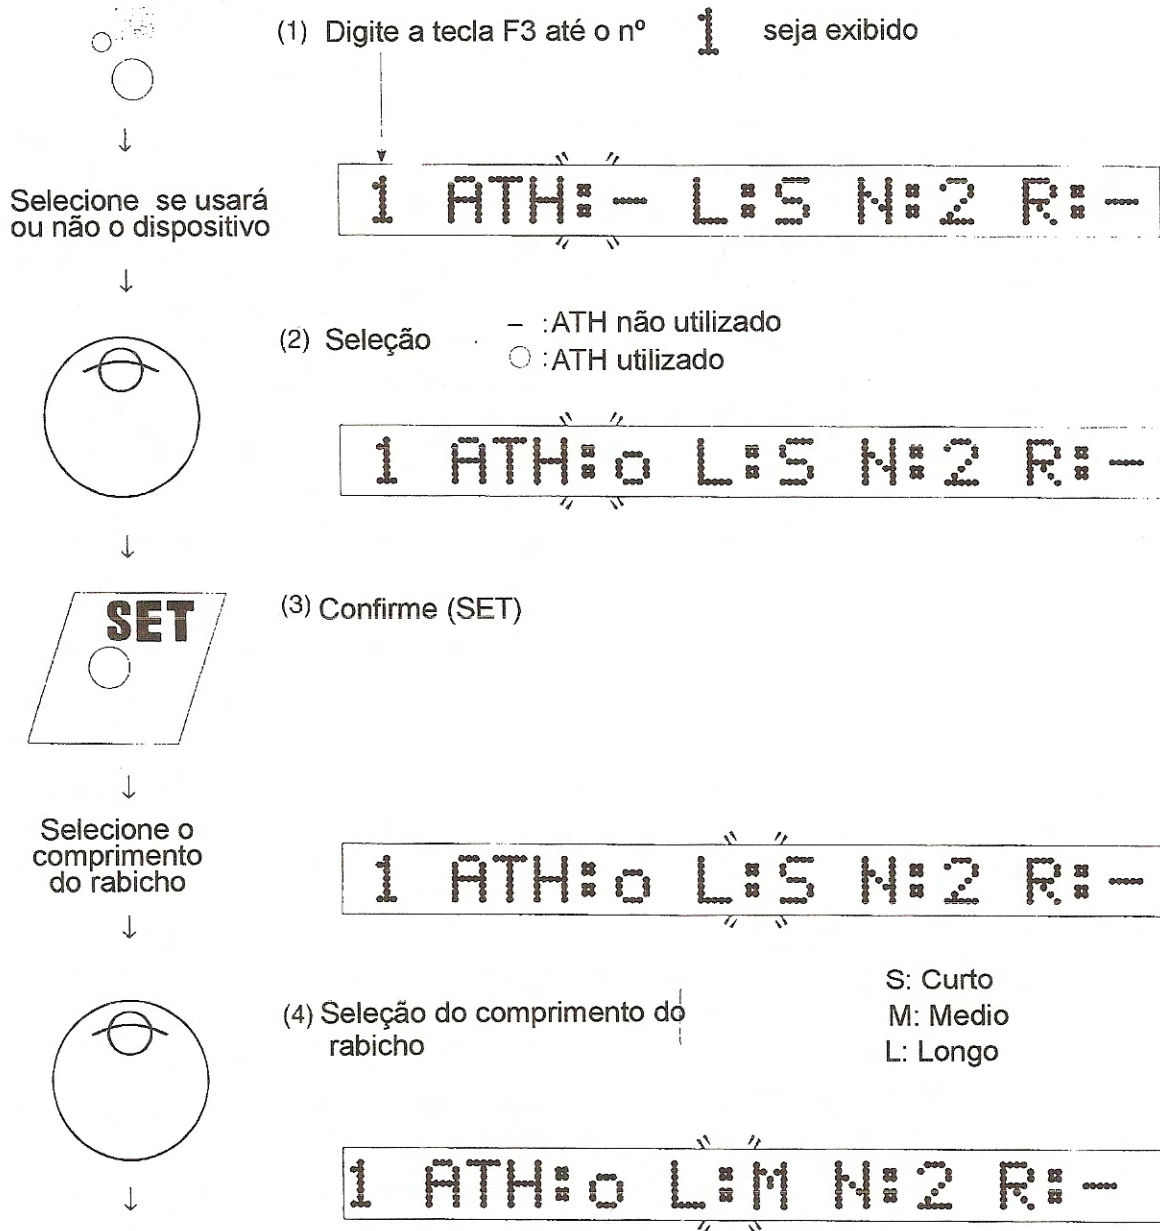 (1) Digite a tecla F3 até o nº 1 seja exibido
Selecione se usará
ou não o dispositivo
1 ATH:- L:S N:2 R:-
(2) Seleção
- :ATH não utilizado
○ :ATH utilizado
1 ATH:o L:S N:2 R:-
SET
(3) Confirme (SET)
Selecione o
comprimento
do rabicho
1 ATH:o L:S N:2 R:-
(4) Seleção do comprimento do
rabicho
S: Curto
M: Medio
L: Longo
1 ATH:o L:M N:2 R:-